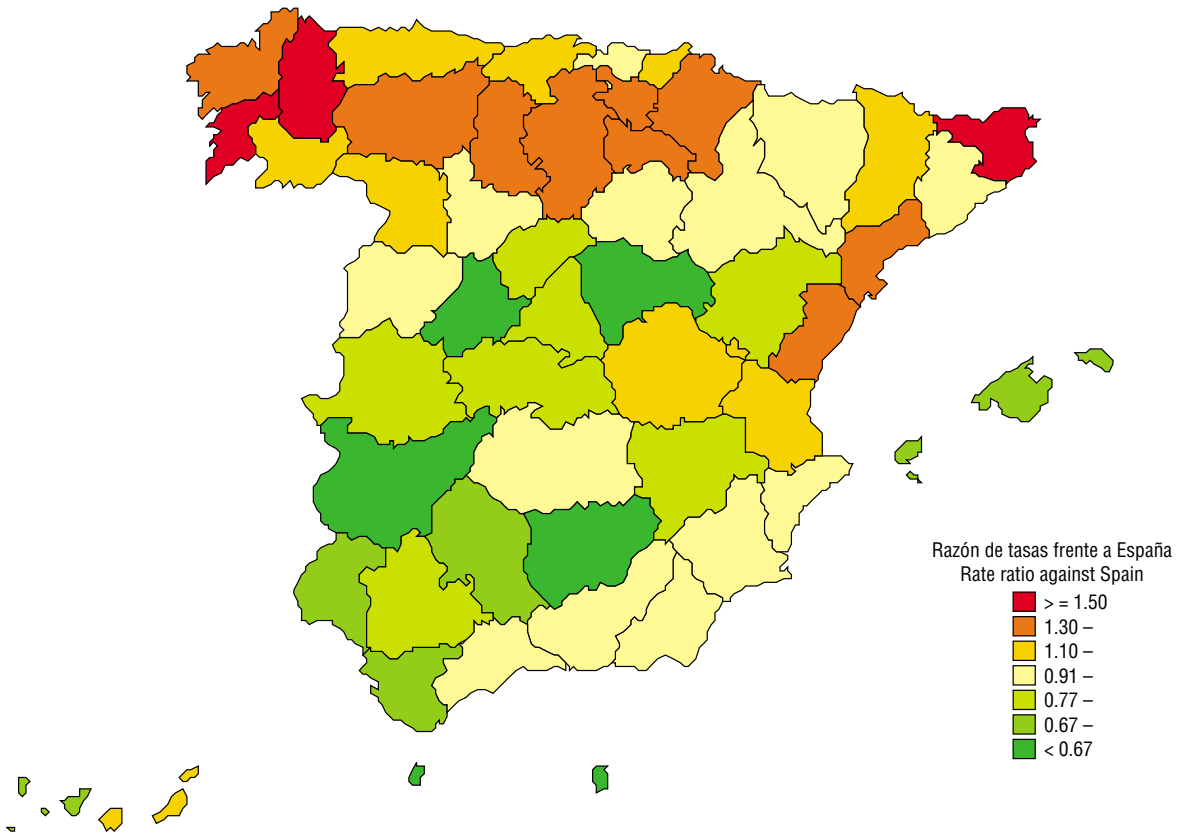 Razón de tasas frente a España
Rate ratio against Spain
> = 1.50
1.30 –
1.10 –
0.91 –
0.77 –
0.67 –
< 0.67